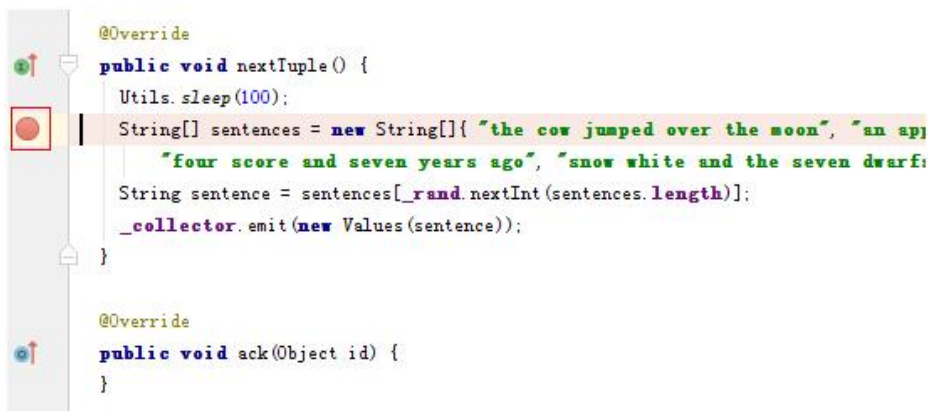 @Override
public void nextTuple() {
Utils.sleep(100);
String[] sentences = new String[]{ "the cow jumped over the moon", "an
"four score and seven years ago", "snow white and the seven dwarfs
String sentence = sentences[_rand.nextInt(sentences.length)];
_collector.emit(new Values(sentence));
}
@Override
public void ack(Object id) {
}